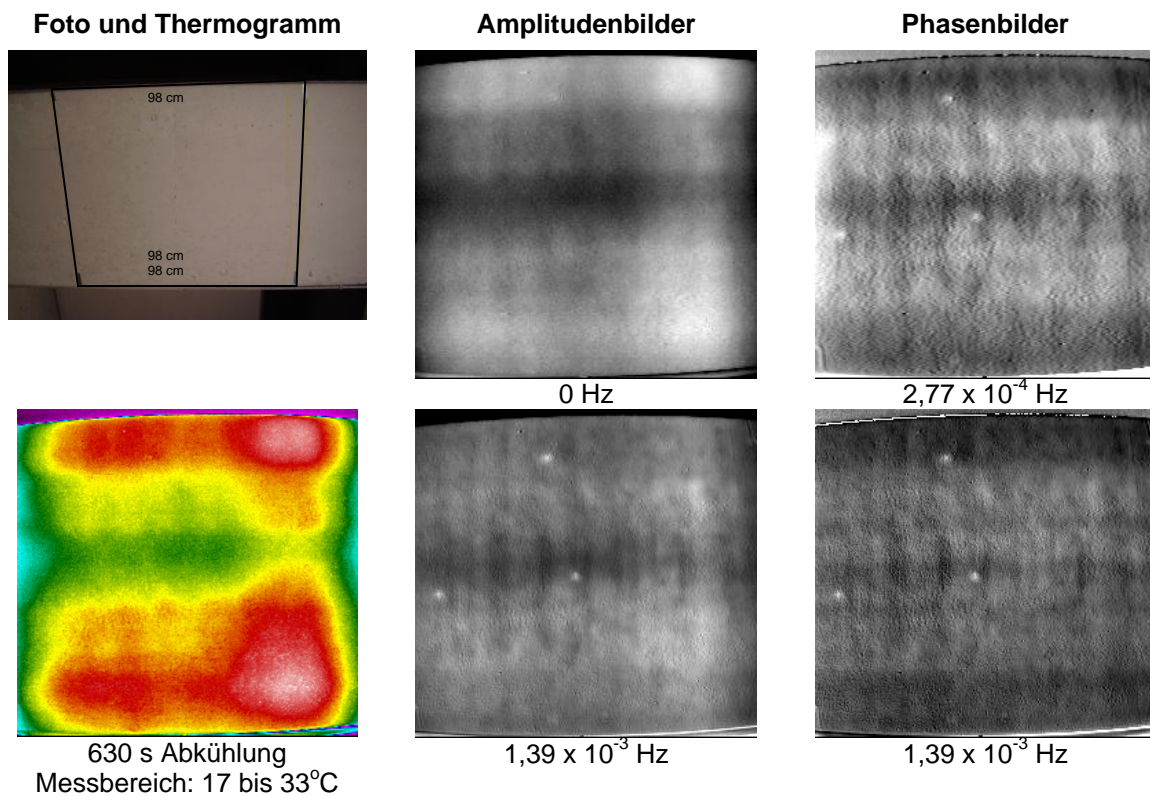 Foto und Thermogramm
Amplitudenbilder
Phasenbilder
98 cm
98 cm
98 cm
0 Hz
2,77 x 10⁻⁴ Hz
630 s Abkühlung
Messbereich: 17 bis 33°C
1,39 x 10⁻³ Hz
1,39 x 10⁻³ Hz